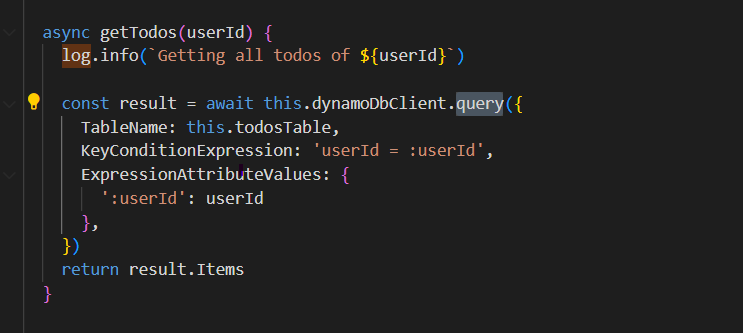 async getTodos(userId) {
log.info(`Getting all todos of ${userId}`)
const result = await this.dynamoDbClient.query({
TableName: this.todosTable,
KeyConditionExpression: 'userId = :userId',
ExpressionAttributeValues: {
':userId': userId
},
})
return result.Items
}